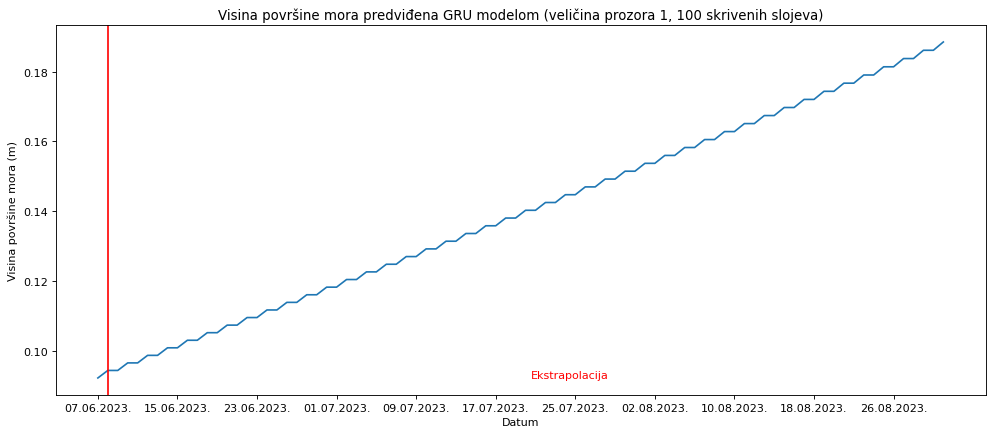 Visina površine mora predviđena GRU modelom (veličina prozora 1, 100 skrivenih slojeva)
Visina površine mora (m)
0.18
0.16
0.14
0.12
0.10
Ekstrapolacija
07.06.2023. 15.06.2023. 23.06.2023. 01.07.2023. 09.07.2023. 17.07.2023. 25.07.2023. 02.08.2023. 10.08.2023. 18.08.2023. 26.08.2023.
Datum